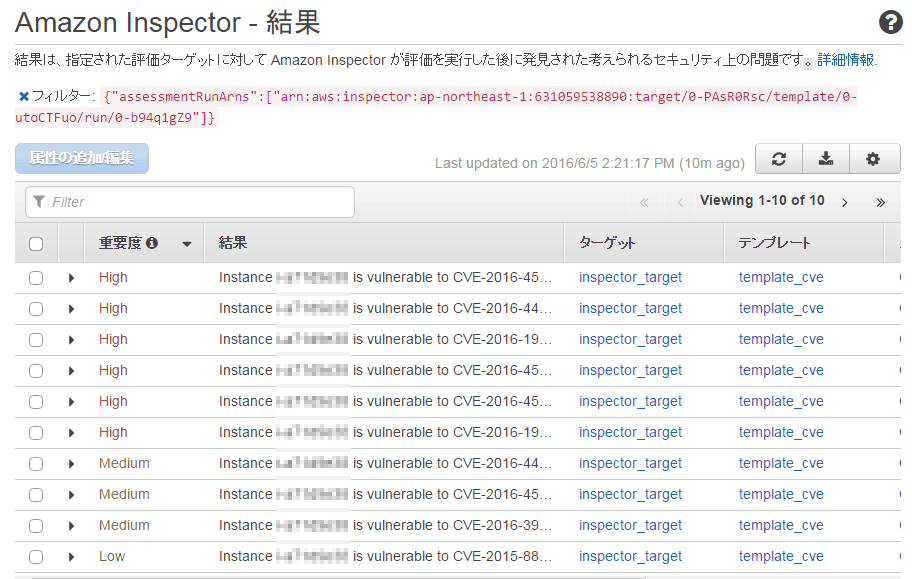 Amazon Inspector - 結果
結果は、指定された評価ターゲットに対して Amazon Inspector が評価を実行した後に発見された考えられるセキュリティ上の問題です。詳細情報.
フィルター: {"assessmentRunArns":["arn:aws:inspector:ap-northeast-1:631059538890:target/0-PAsR0Rsc/template/0-
utoCTFuo/run/0-b94q1gZ9"]}
属性の追加/編集
Last updated on 2016/6/5 2:21:17 PM (10m ago)
Filter
« ‹ Viewing 1-10 of 10 › »
重要度 結果 ターゲット テンプレート
High Instance is vulnerable to CVE-2016-45... inspector_target template_cve
High Instance is vulnerable to CVE-2016-44... inspector_target template_cve
High Instance is vulnerable to CVE-2016-19... inspector_target template_cve
High Instance is vulnerable to CVE-2016-45... inspector_target template_cve
High Instance is vulnerable to CVE-2016-45... inspector_target template_cve
High Instance is vulnerable to CVE-2016-19... inspector_target template_cve
Medium Instance is vulnerable to CVE-2016-44... inspector_target template_cve
Medium Instance is vulnerable to CVE-2016-45... inspector_target template_cve
Medium Instance is vulnerable to CVE-2016-39... inspector_target template_cve
Low Instance is vulnerable to CVE-2015-88... inspector_target template_cve